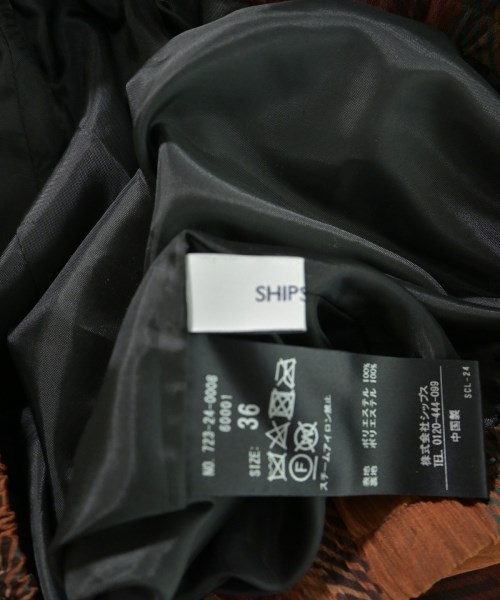 SHIPS
NO. 723-24-0008
60001
SIZE: 36
F
スチームアイロン禁止
表地 ポリエステル 100%
裏地 ポリエステル 100%
株式会社シップス
TEL 0120-444-099
中国製
SCL-24